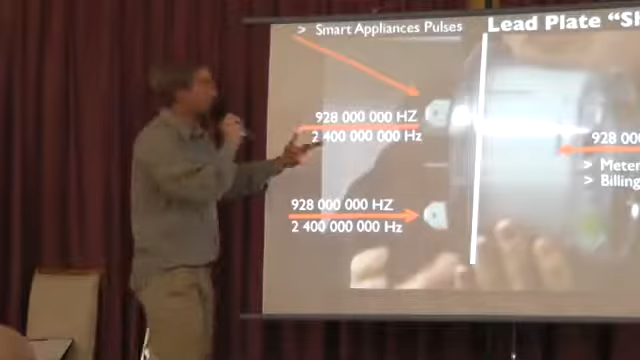 > Smart Appliances Pulses
Lead Plate
928 000 000 HZ
2 400 000 000 Hz
> Billing
928 000 000 HZ
2 400 000 000 Hz